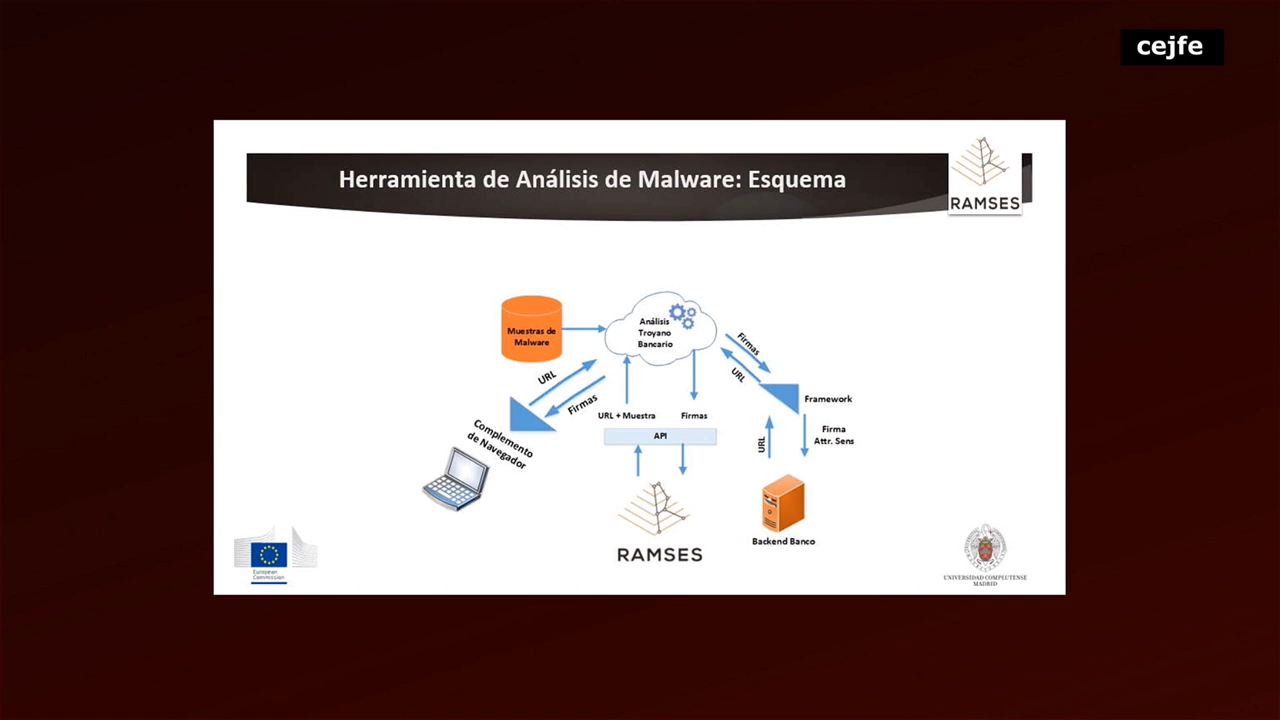 cejfe
Herramienta de Análisis de Malware: Esquema
RAMSES
Muestras de
Malware
Análisis
Troyano
Bancario
URL
Firmas
Complemento
de Navegador
URL + Muestra
Firmas
API
RAMSES
Firmas
URL
Framework
URL
Firma
Attr. Sens
Backend Banco
European
Commission
UNIVERSIDAD COMPLUTENSE
MADRID